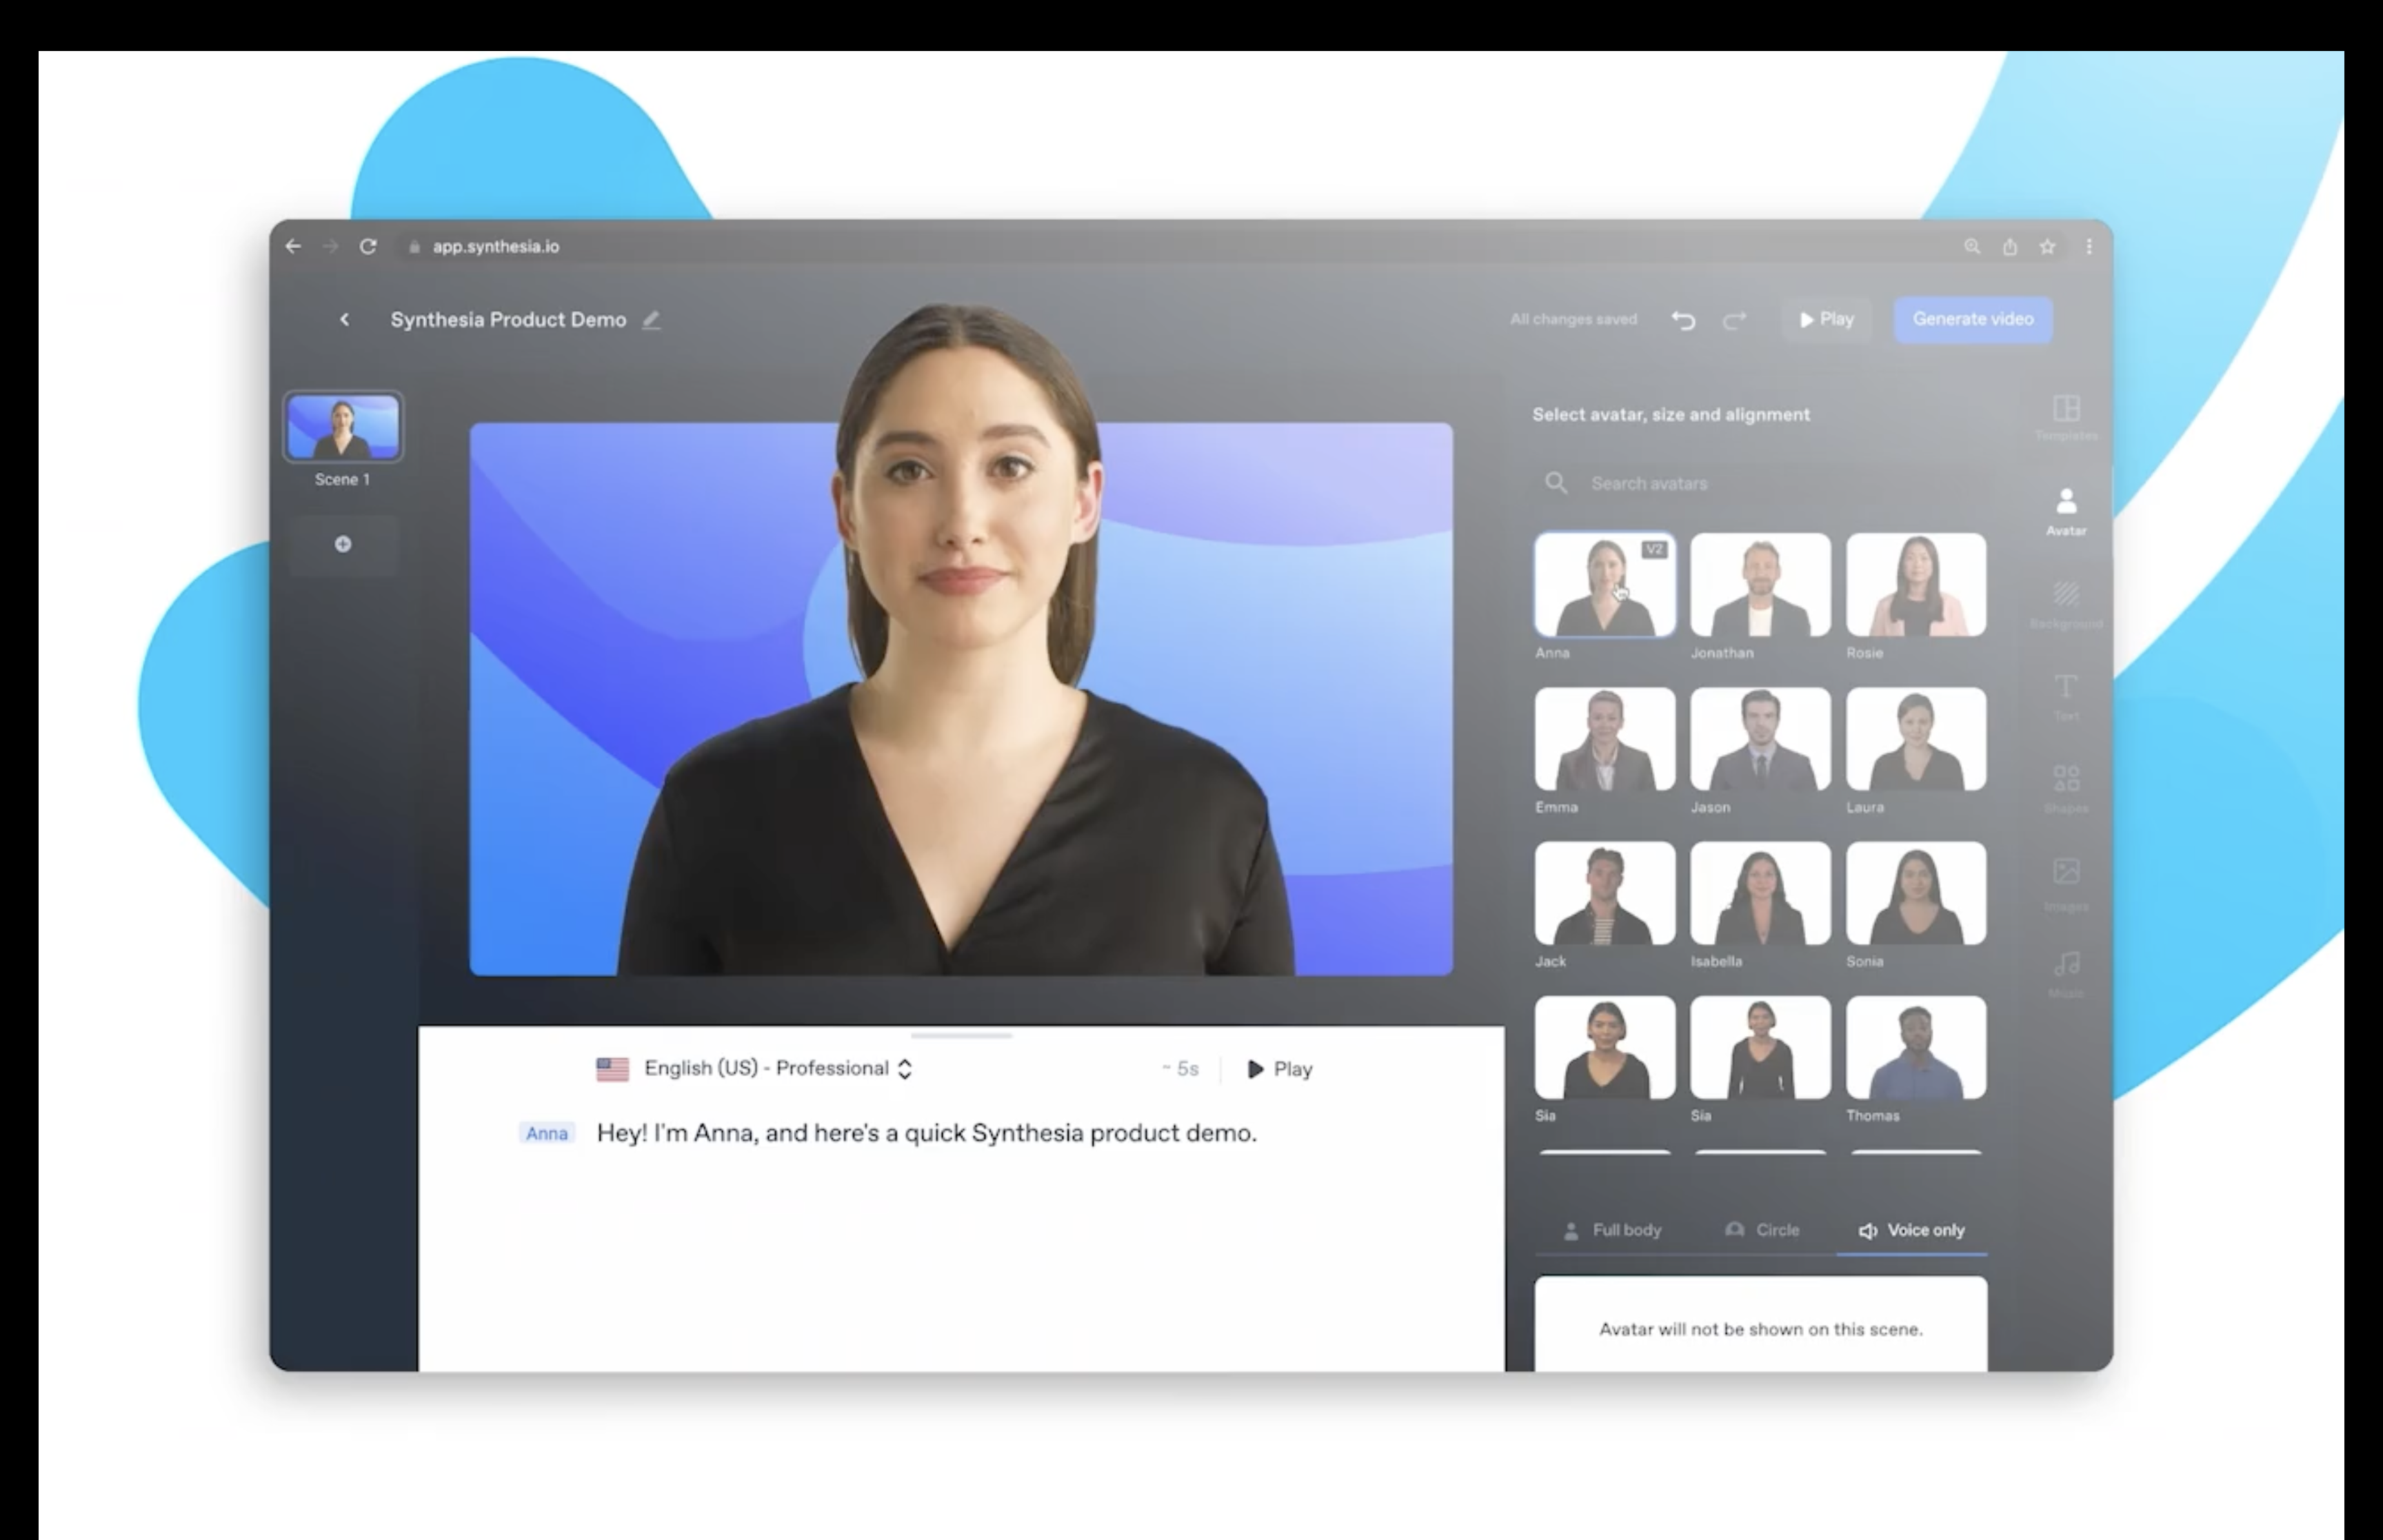 app.synthesia.io
Synthesia Product Demo
All changes saved
Play
Generate video
Scene 1
Select avatar, size and alignment
Search avatars
V2
Anna
Jonathan
Rosie
Emma
Jason
Laura
Jack
Isabella
Sonia
Sia
Sia
Thomas
Full body
Circle
Voice only
Avatar will not be shown on this scene.
Templates
Avatar
Background
Text
Shapes
Images
Music
English (US) - Professional
~ 5s
Play
Anna
Hey! I'm Anna, and here's a quick Synthesia product demo.